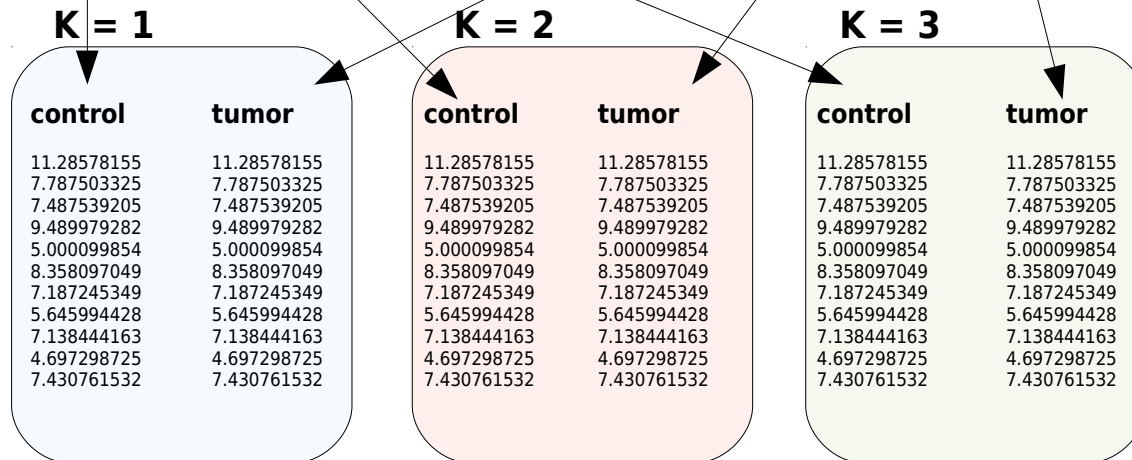 K = 1 K = 2 K = 3
control tumor control tumor control tumor
11.28578155 11.28578155 11.28578155 11.28578155 11.28578155 11.28578155
7.787503325 7.787503325 7.787503325 7.787503325 7.787503325 7.787503325
7.487539205 7.487539205 7.487539205 7.487539205 7.487539205 7.487539205
9.489979282 9.489979282 9.489979282 9.489979282 9.489979282 9.489979282
5.000099854 5.000099854 5.000099854 5.000099854 5.000099854 5.000099854
8.358097049 8.358097049 8.358097049 8.358097049 8.358097049 8.358097049
7.187245349 7.187245349 7.187245349 7.187245349 7.187245349 7.187245349
5.645994428 5.645994428 5.645994428 5.645994428 5.645994428 5.645994428
7.138444163 7.138444163 7.138444163 7.138444163 7.138444163 7.138444163
4.697298725 4.697298725 4.697298725 4.697298725 4.697298725 4.697298725
7.430761532 7.430761532 7.430761532 7.430761532 7.430761532 7.430761532